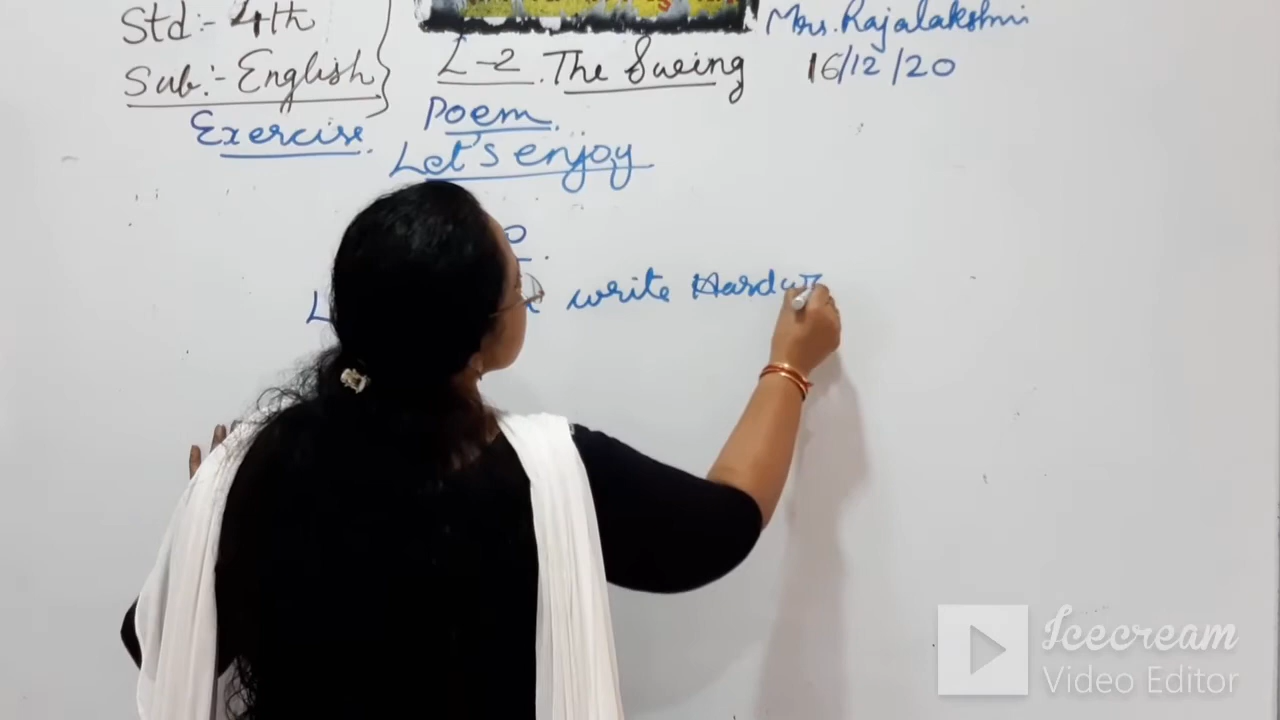 Std:- 4th
Sub:- English
Mrs. Rajalakshmi
L-2. The Swing
16/12/20
Exercise.
Poem.
Let's enjoy
write Hardw
Icecream
Video Editor